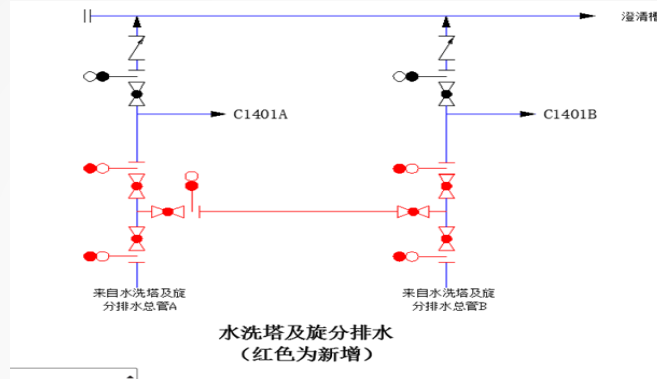 澄清槽
C1401A
C1401B
来自水洗塔及旋
分排水总管A
来自水洗塔及旋
分排水总管B
水洗塔及旋分排水
（红色为新增）